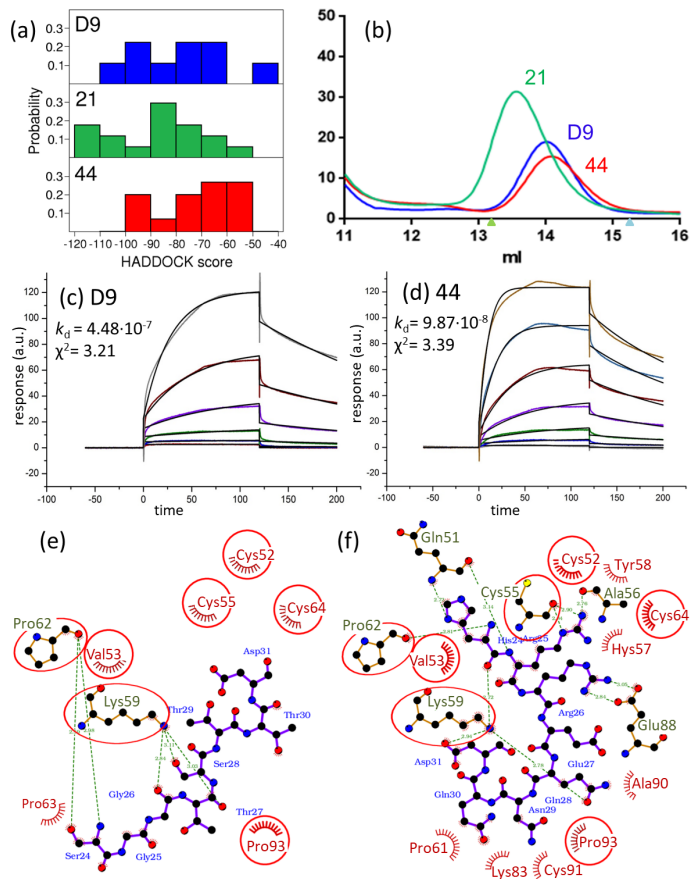 (a)
D9
0.3
0.2
0.1
21
0.3
0.2
0.1
44
0.3
0.2
0.1
Probability
-120 -110 -100 -90 -80 -70 -60 -50 -40
HADDOCK score
(b)
50
40
30
20
10
0
21
D9
44
11 12 13 14 15 16
ml
(c) D9
k_d = 4.48·10^-7
χ²= 3.21
response (a.u.)
120
100
80
60
40
20
0
-20
-100 -50 0 50 100 150 200
time
(d) 44
k_d = 9.87·10^-8
χ²= 3.39
response (a.u.)
120
100
80
60
40
20
0
-20
-100 -50 0 50 100 150 200
time
(e)
Cys52
Cys55
Cys64
Pro62
Val53
Asp31
Lys59
Thr29
Thr30
Ser28
Gly26
Pro63
Thr27
Ser24
Gly25
Pro93
(f)
Gln51
Cys52
Tyr58
Cys55
Ala56
Cys64
Pro62
His24
Arg25
Val53
His57
Lys59
Arg26
Glu88
Asp31
Glu27
Ala90
Gln30
Gln28
Asn29
Pro93
Pro61
Lys83
Cys91